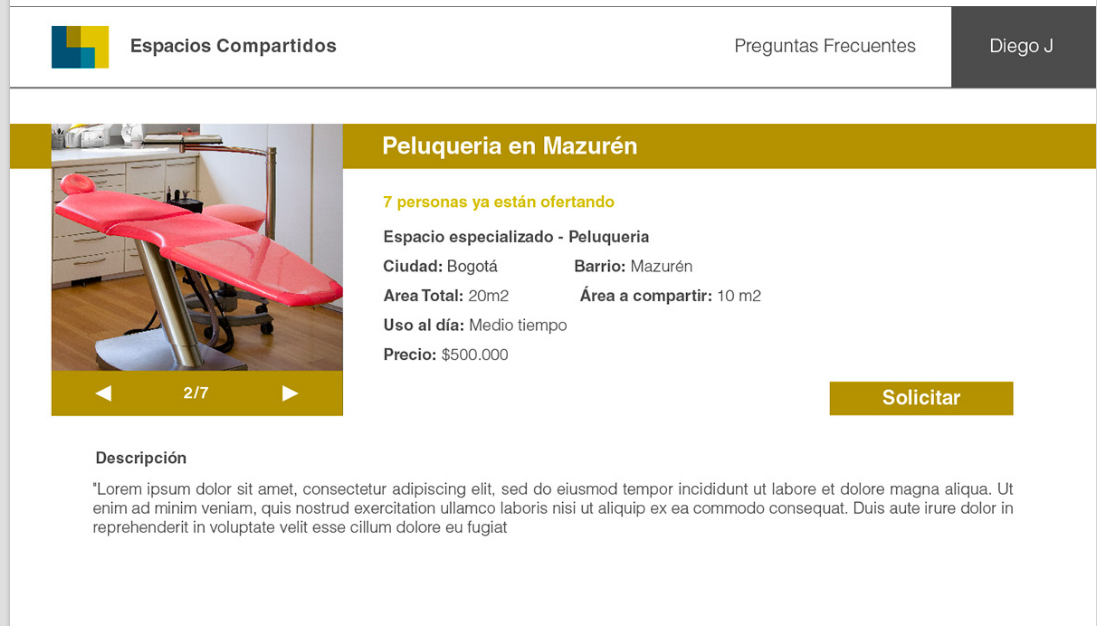 Espacios Compartidos
Preguntas Frecuentes
Diego J
Peluqueria en Mazurén
7 personas ya están ofertando
Espacio especializado - Peluqueria
Ciudad: Bogotá Barrio: Mazurén
Area Total: 20m2 Área a compartir: 10 m2
Uso al día: Medio tiempo
Precio: $500.000
2/7
Solicitar
Descripción
"Lorem ipsum dolor sit amet, consectetur adipiscing elit, sed do eiusmod tempor incididunt ut labore et dolore magna aliqua. Ut
enim ad minim veniam, quis nostrud exercitation ullamco laboris nisi ut aliquip ex ea commodo consequat. Duis aute irure dolor in
reprehenderit in voluptate velit esse cillum dolore eu fugiat